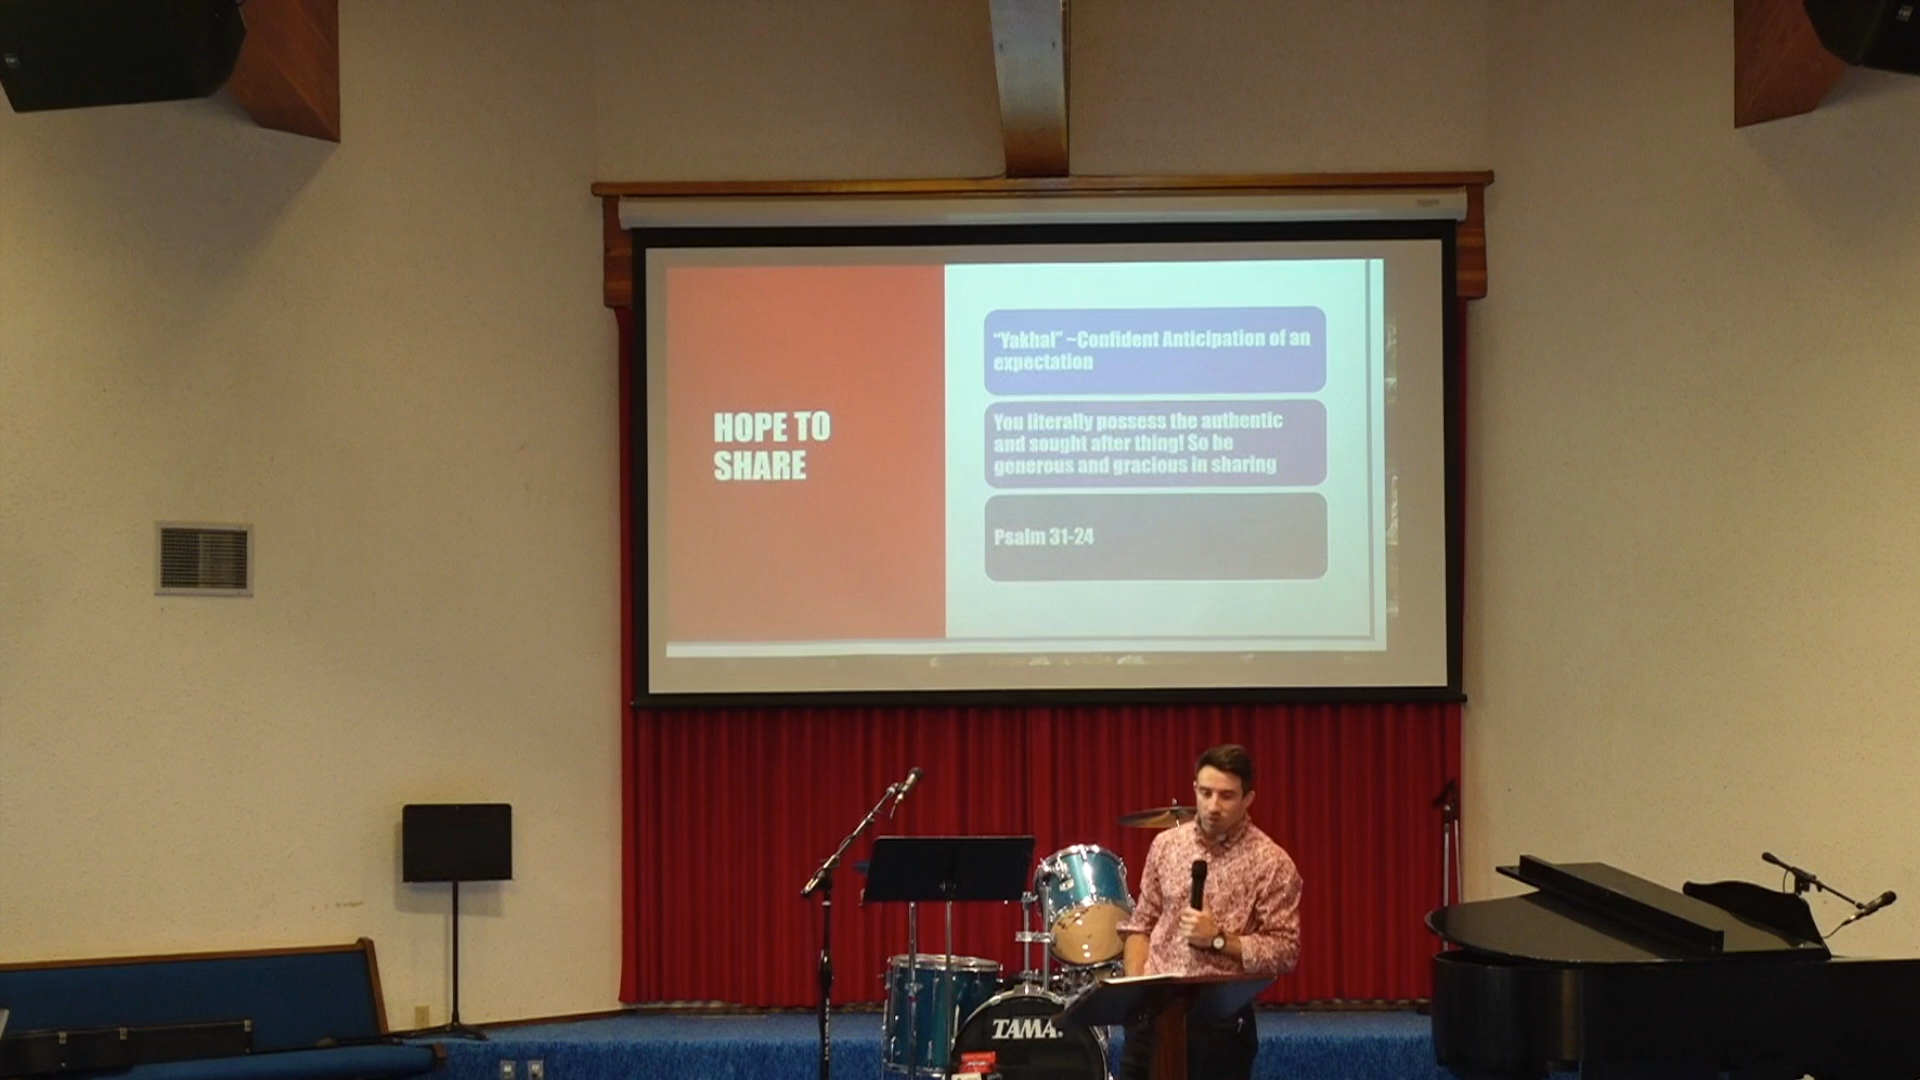 HOPE TO
SHARE
"Yakhal" ~Confident Anticipation of an
expectation
You literally possess the authentic
and sought after thing! So be
generous and gracious in sharing
Psalm 31-24
TAMA